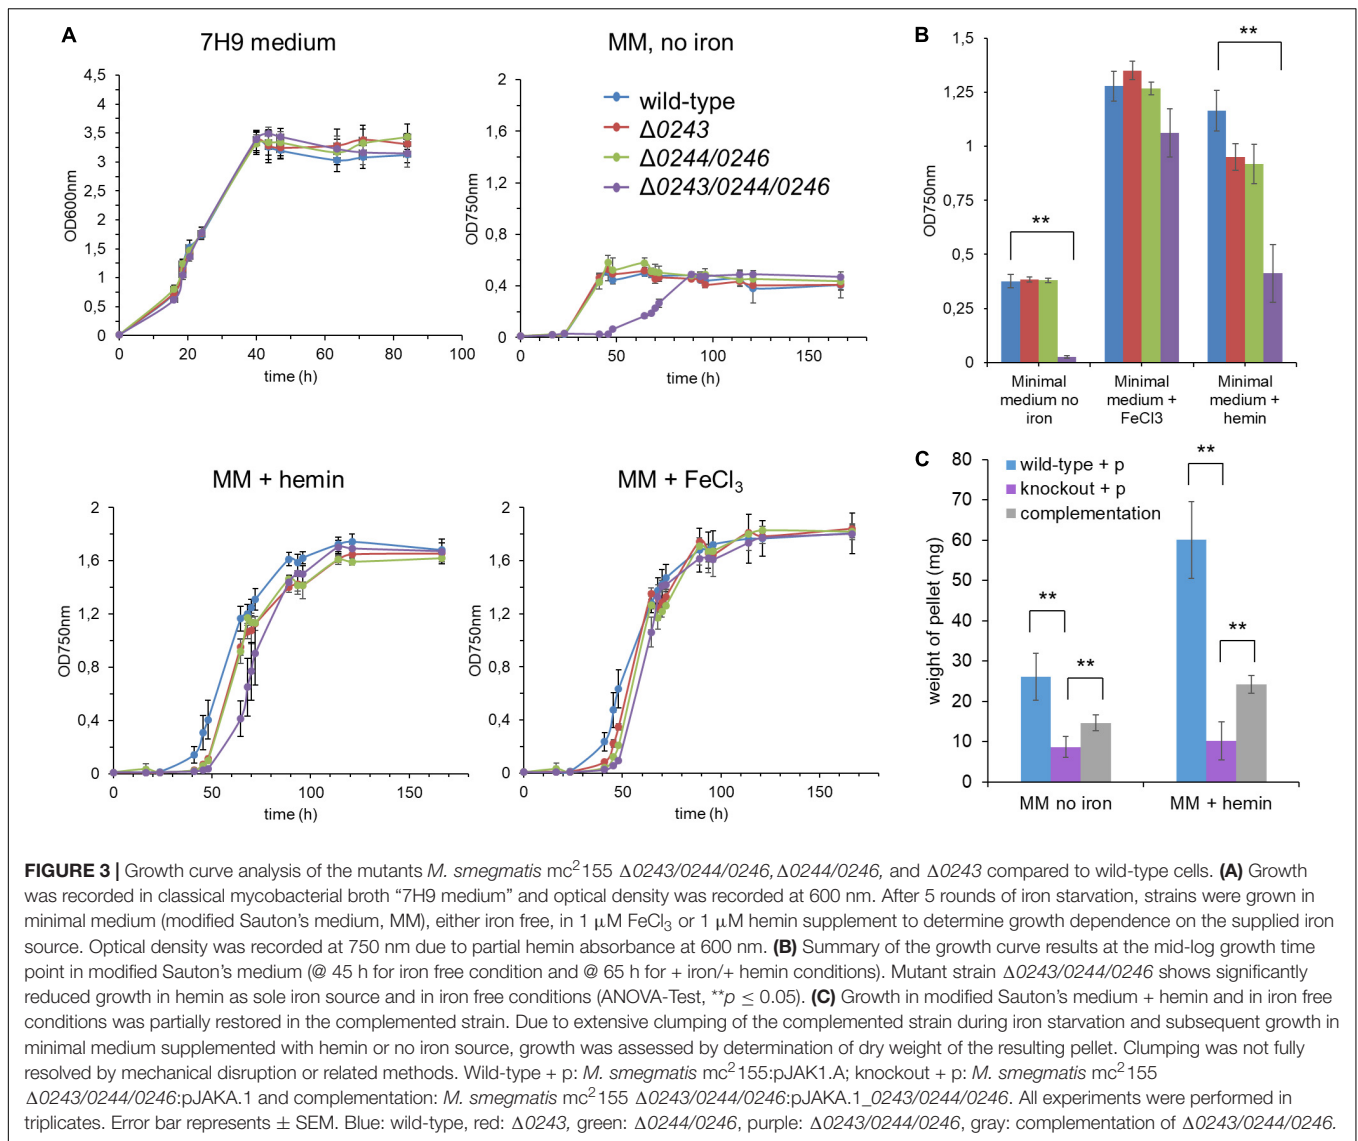 A
7H9 medium
4,5
4
3,5
3
2,5
2
1,5
1
0,5
0
OD600nm
0 20 40 60 80 100
time (h)
MM, no iron
2
1,6
1,2
0,8
0,4
0
OD750nm
wild-type
Δ0243
Δ0244/0246
Δ0243/0244/0246
0 50 100 150
time (h)
MM + hemin
2
1,6
1,2
0,8
0,4
0
OD750nm
0 50 100 150
time (h)
MM + FeCl3
2
1,6
1,2
0,8
0,4
0
OD750nm
0 50 100 150
time (h)
B
1,5
1,25
1
0,75
0,5
0,25
0
OD750nm
**
**
Minimal medium no iron
Minimal medium + FeCl3
Minimal medium + hemin
C
80
70
60
50
40
30
20
10
0
weight of pellet (mg)
wild-type + p
knockout + p
complementation
**
**
**
**
MM no iron
MM + hemin
FIGURE 3 | Growth curve analysis of the mutants M. smegmatis mc²155 Δ0243/0244/0246, Δ0244/0246, and Δ0243 compared to wild-type cells. (A) Growth
was recorded in classical mycobacterial broth “7H9 medium” and optical density was recorded at 600 nm. After 5 rounds of iron starvation, strains were grown in
minimal medium (modified Sauton’s medium, MM), either iron free, in 1 μM FeCl3 or 1 μM hemin supplement to determine growth dependence on the supplied iron
source. Optical density was recorded at 750 nm due to partial hemin absorbance at 600 nm. (B) Summary of the growth curve results at the mid-log growth time
point in modified Sauton’s medium (@ 45 h for iron free condition and @ 65 h for + iron/+ hemin conditions). Mutant strain Δ0243/0244/0246 shows significantly
reduced growth in hemin as sole iron source and in iron free conditions (ANOVA-Test, **p ≤ 0.05). (C) Growth in modified Sauton’s medium + hemin and in iron free
conditions was partially restored in the complemented strain. Due to extensive clumping of the complemented strain during iron starvation and subsequent growth in
minimal medium supplemented with hemin or no iron source, growth was assessed by determination of dry weight of the resulting pellet. Clumping was not fully
resolved by mechanical disruption or related methods. Wild-type + p: M. smegmatis mc²155:pJAK1.A; knockout + p: M. smegmatis mc²155
Δ0243/0244/0246:pJAKA.1 and complementation: M. smegmatis mc²155 Δ0243/0244/0246:pJAKA.1_0243/0244/0246. All experiments were performed in
triplicates. Error bar represents ± SEM. Blue: wild-type, red: Δ0243, green: Δ0244/0246, purple: Δ0243/0244/0246, gray: complementation of Δ0243/0244/0246.